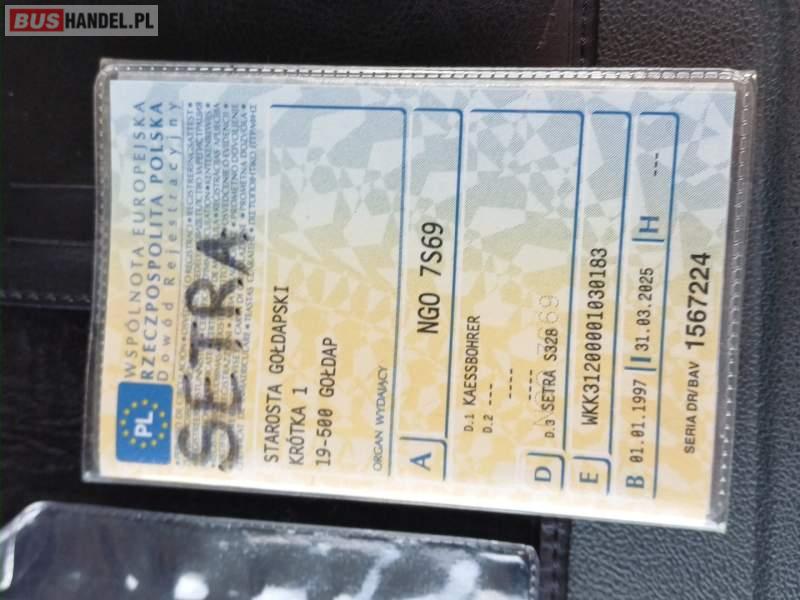 BUSHANDEL.PL
PL
WSPÓLNOTA EUROPEJSKA
RZECZPOSPOLITA POLSKA
Dowód Rejestracyjny
SETRA
STAROSTA GOŁDAPSKI
KRÓTKA 1
19-500 GOŁDAP
ORGAN WYDAJĄCY
A NGO 7S69
D.1 KAESSBOHRER
D.2 ---
----
----
D D.3 SETRA S328
E WKK31200001030183
B 01.01.1997 I 31.03.2025 H ---
SERIA DR/BAV 1567224